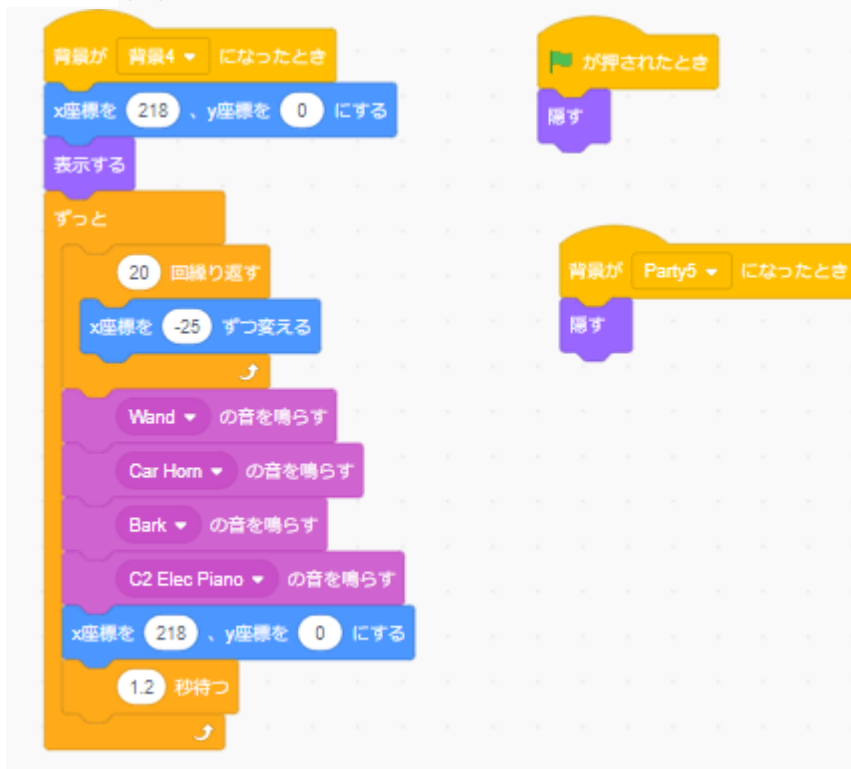 背景が 背景4 になったとき
x座標を 218 、y座標を 0 にする
表示する
ずっと
20 回繰り返す
x座標を -25 ずつ変える
Wand の音を鳴らす
Car Horn の音を鳴らす
Bark の音を鳴らす
C2 Elec Piano の音を鳴らす
x座標を 218 、y座標を 0 にする
1.2 秒待つ
が押されたとき
隠す
背景が Party5 になったとき
隠す